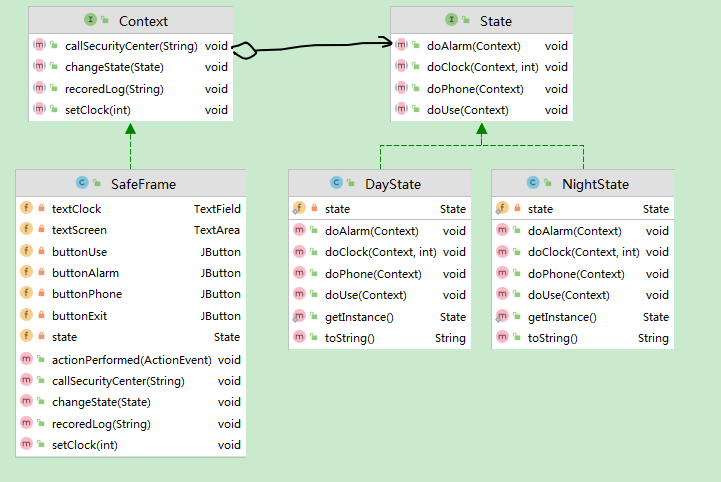 I Context
m callSecurityCenter(String) void
m changeState(State) void
m recoredLog(String) void
m setClock(int) void
I State
m doAlarm(Context) void
m doClock(Context, int) void
m doPhone(Context) void
m doUse(Context) void
C SafeFrame
f textClock TextField
f textScreen TextArea
f buttonUse JButton
f buttonAlarm JButton
f buttonPhone JButton
f buttonExit JButton
f state State
m actionPerformed(ActionEvent) void
m callSecurityCenter(String) void
m changeState(State) void
m recoredLog(String) void
m setClock(int) void
C DayState
f state State
m doAlarm(Context) void
m doClock(Context, int) void
m doPhone(Context) void
m doUse(Context) void
m getInstance() State
m toString() String
C NightState
f state State
m doAlarm(Context) void
m doClock(Context, int) void
m doPhone(Context) void
m doUse(Context) void
m getInstance() State
m toString() String